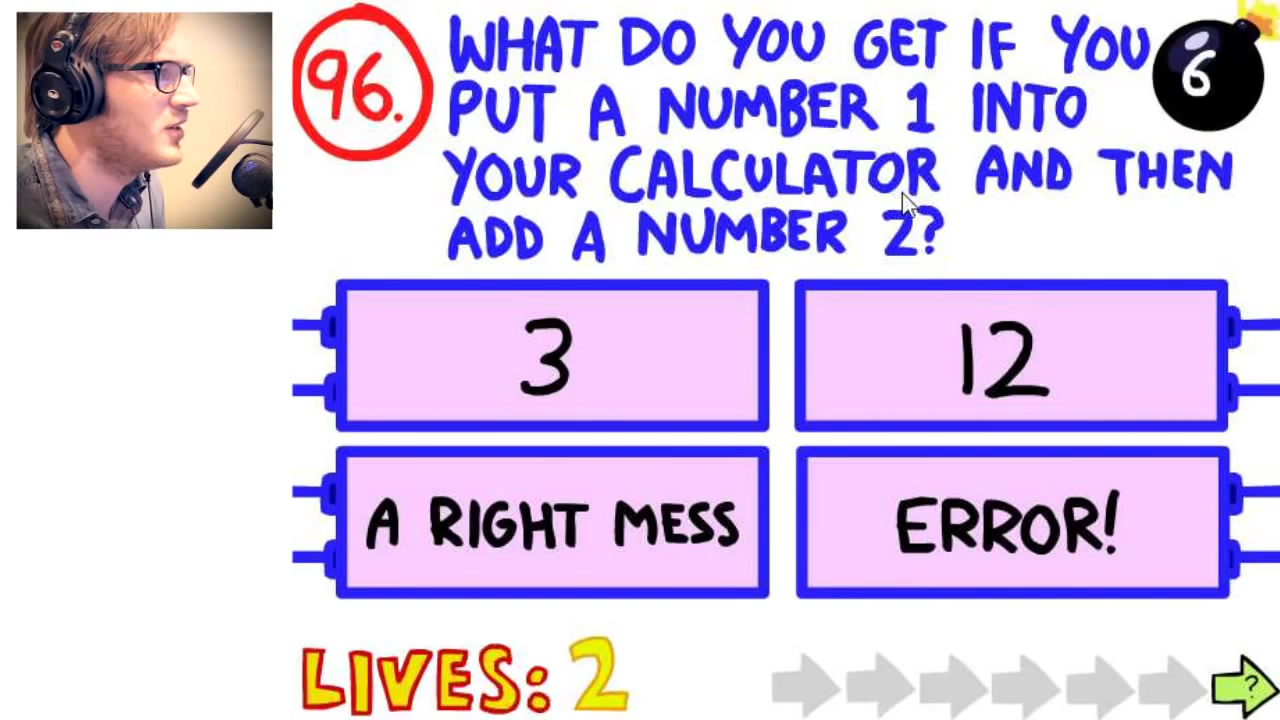 96.
WHAT DO YOU GET IF YOU
PUT A NUMBER 1 INTO
YOUR CALCULATOR AND THEN
ADD A NUMBER 2?
6
3
12
A RIGHT MESS
ERROR!
LIVES: 2
?